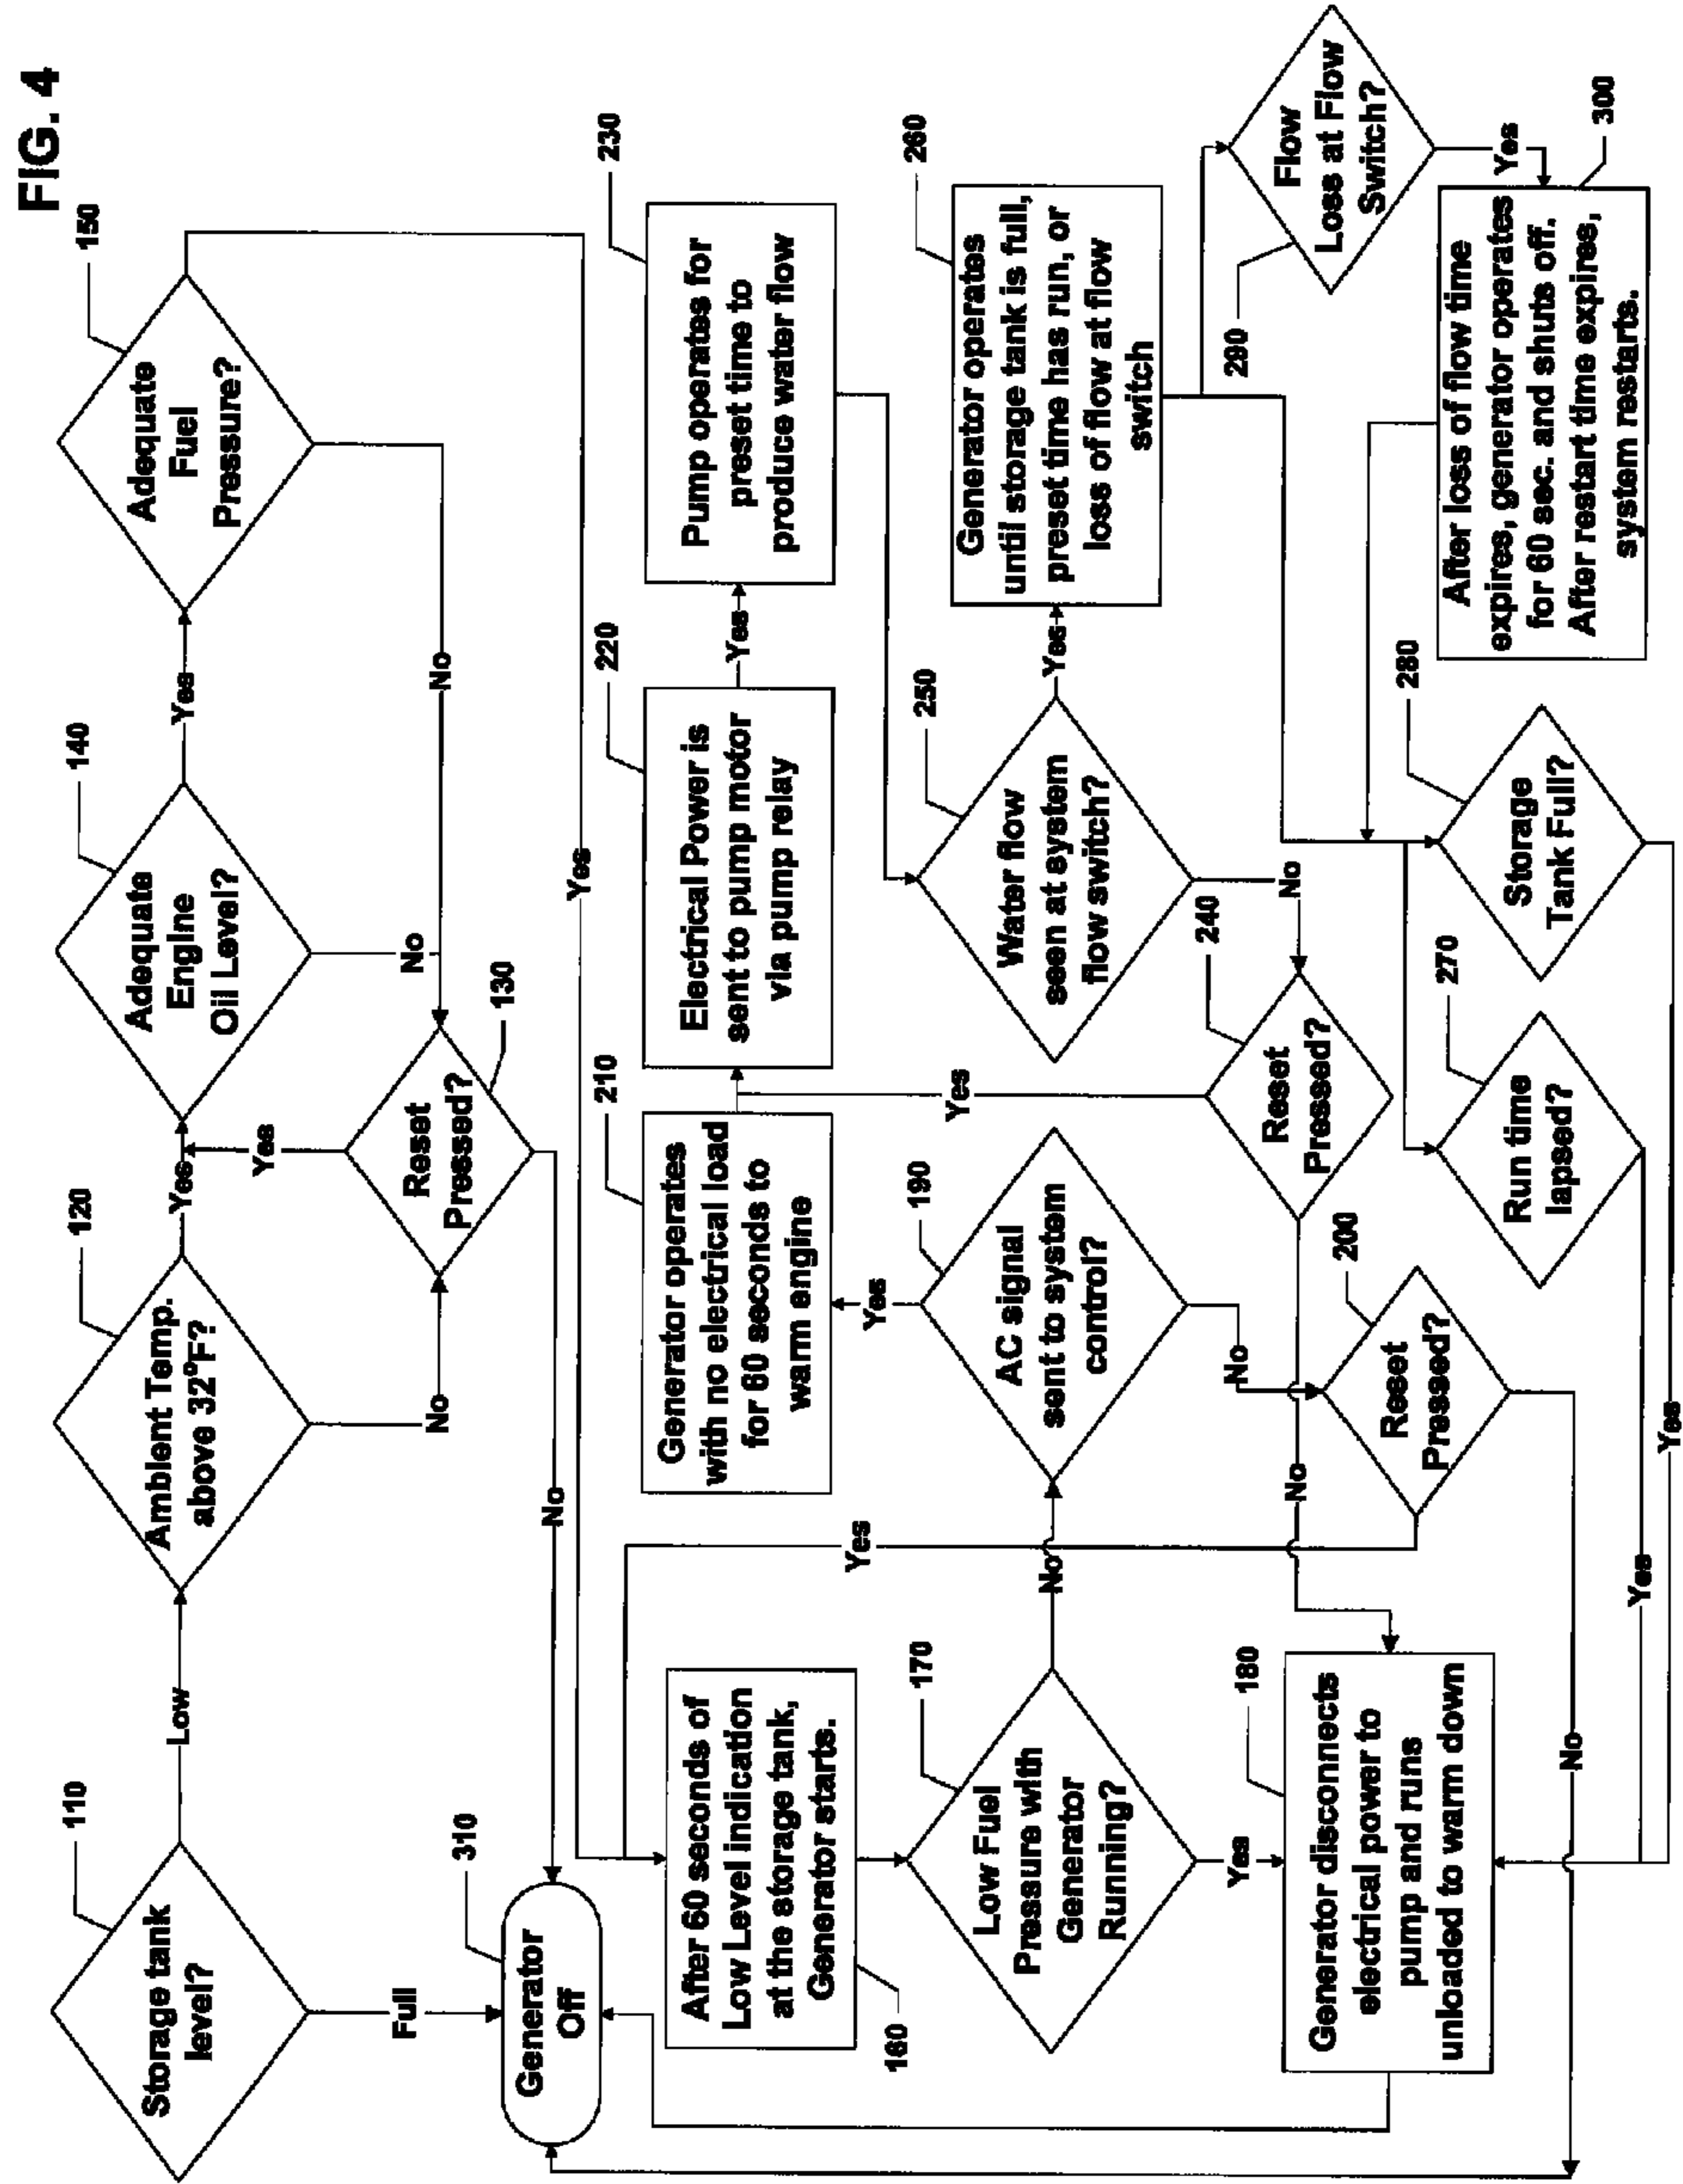 FIG. 4
110
Storage tank
level?
Low
Full
120
Ambient Temp.
above 32°F?
Yes
No
130
Reset
Pressed?
Yes
No
140
Adequate
Engine
Oil Level?
Yes
No
150
Adequate
Fuel
Pressure?
No
Yes
310
Generator
Off
160
After 60 seconds of
Low Level indication
at the storage tank,
Generator starts.
170
Low Fuel
Pressure with
Generator
Running?
No
Yes
180
Generator disconnects
electrical power to
pump and runs
unloaded to warm down
190
AC signal
sent to system
control?
Yes
No
200
Reset
Pressed?
Yes
No
210
Generator operates
with no electrical load
for 60 seconds to
warm engine
220
Electrical Power is
sent to pump motor
via pump relay
Yes
230
Pump operates for
preset time to
produce water flow
240
Reset
Pressed?
Yes
No
250
Water flow
seen at system
flow switch?
Yes
No
260
Generator operates
until storage tank is full,
preset time has run, or
loss of flow at flow
switch
270
Run time
lapsed?
Yes
280
Storage
Tank Full?
Yes
290
Flow
Loss at Flow
Switch?
Yes
300
After loss of flow time
expires, generator operates
for 60 sec. and shuts off.
After restart time expires,
system restarts.